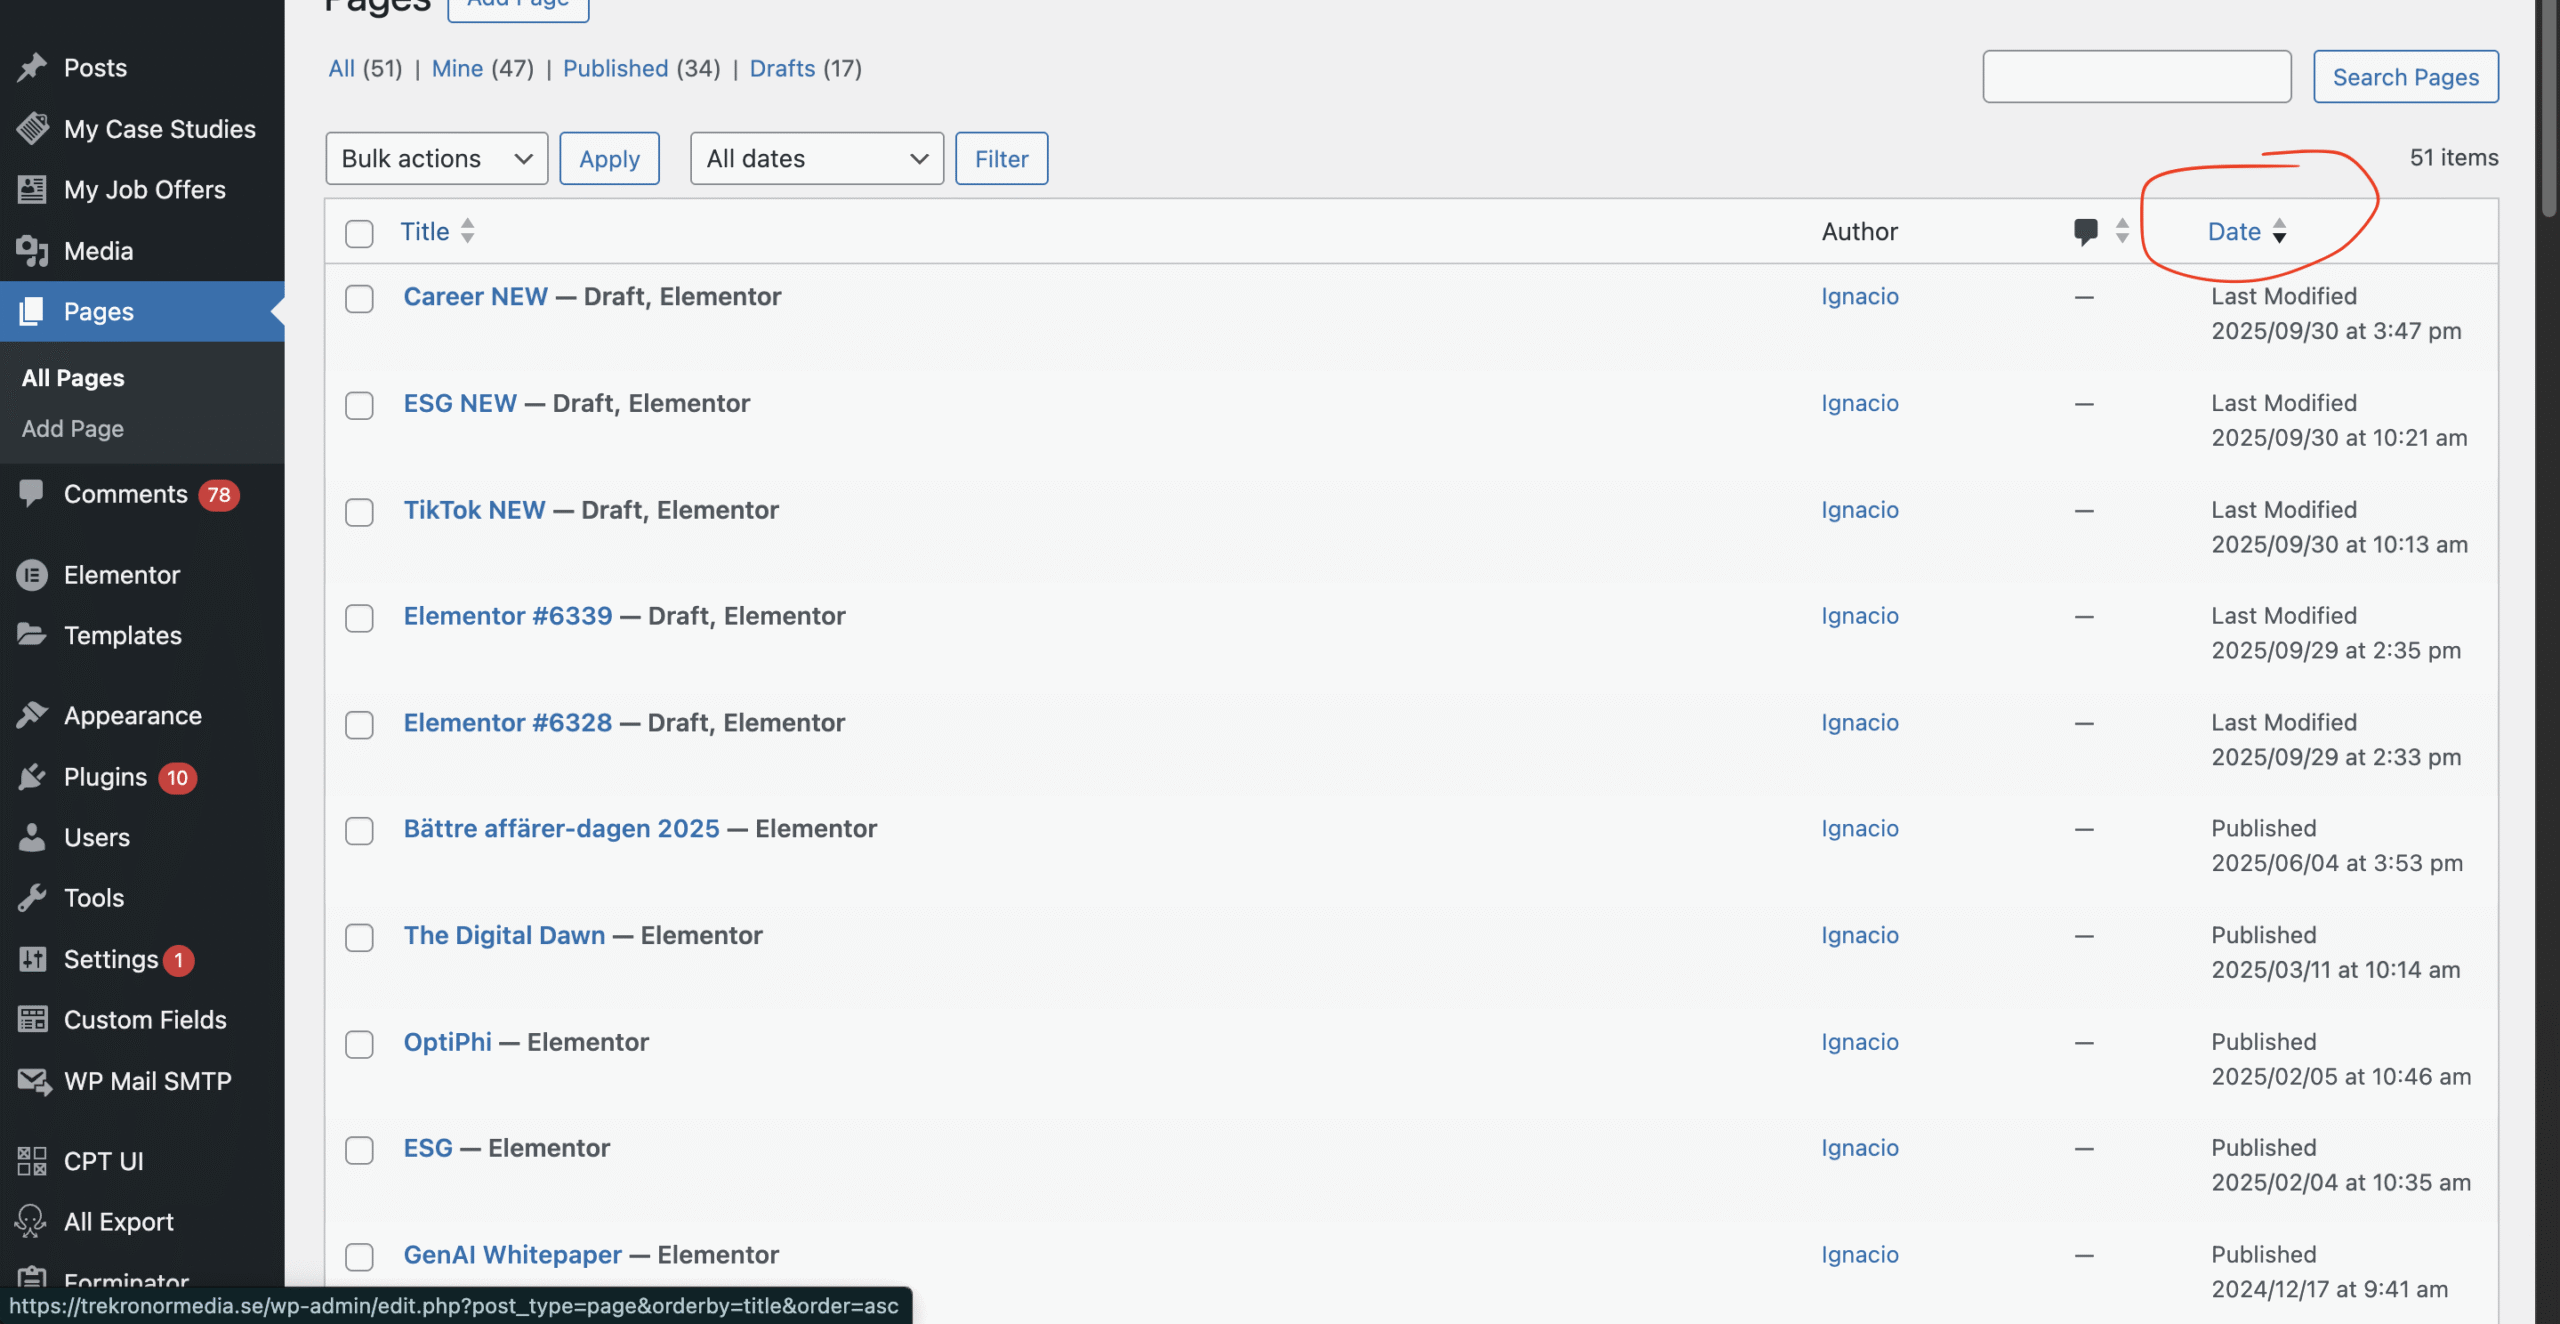 Pages Add Page
Posts
My Case Studies
My Job Offers
Media
Pages
All Pages
Add Page
Comments 78
Elementor
Templates
Appearance
Plugins 10
Users
Tools
Settings 1
Custom Fields
WP Mail SMTP
CPT UI
All Export
Forminator
All (51) | Mine (47) | Published (34) | Drafts (17)
Search Pages
Bulk actions Apply All dates Filter
51 items
Title Author Date
Career NEW — Draft, Elementor Ignacio — Last Modified
2025/09/30 at 3:47 pm
ESG NEW — Draft, Elementor Ignacio — Last Modified
2025/09/30 at 10:21 am
TikTok NEW — Draft, Elementor Ignacio — Last Modified
2025/09/30 at 10:13 am
Elementor #6339 — Draft, Elementor Ignacio — Last Modified
2025/09/29 at 2:35 pm
Elementor #6328 — Draft, Elementor Ignacio — Last Modified
2025/09/29 at 2:33 pm
Bättre affärer-dagen 2025 — Elementor Ignacio — Published
2025/06/04 at 3:53 pm
The Digital Dawn — Elementor Ignacio — Published
2025/03/11 at 10:14 am
OptiPhi — Elementor Ignacio — Published
2025/02/05 at 10:46 am
ESG — Elementor Ignacio — Published
2025/02/04 at 10:35 am
GenAI Whitepaper — Elementor Ignacio — Published
2024/12/17 at 9:41 am
https://trekronormedia.se/wp-admin/edit.php?post_type=page&orderby=title&order=asc